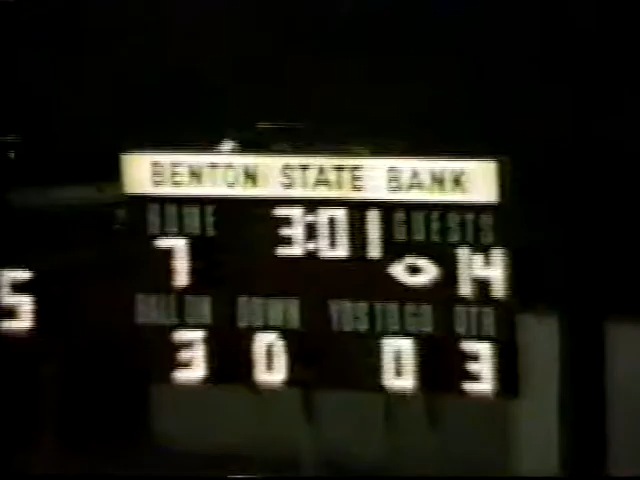 BENTON STATE BANK
HOME 3:01 GUESTS
7 14
5
BALL ON DOWN YDS TO GO QTR
3 0 0 3